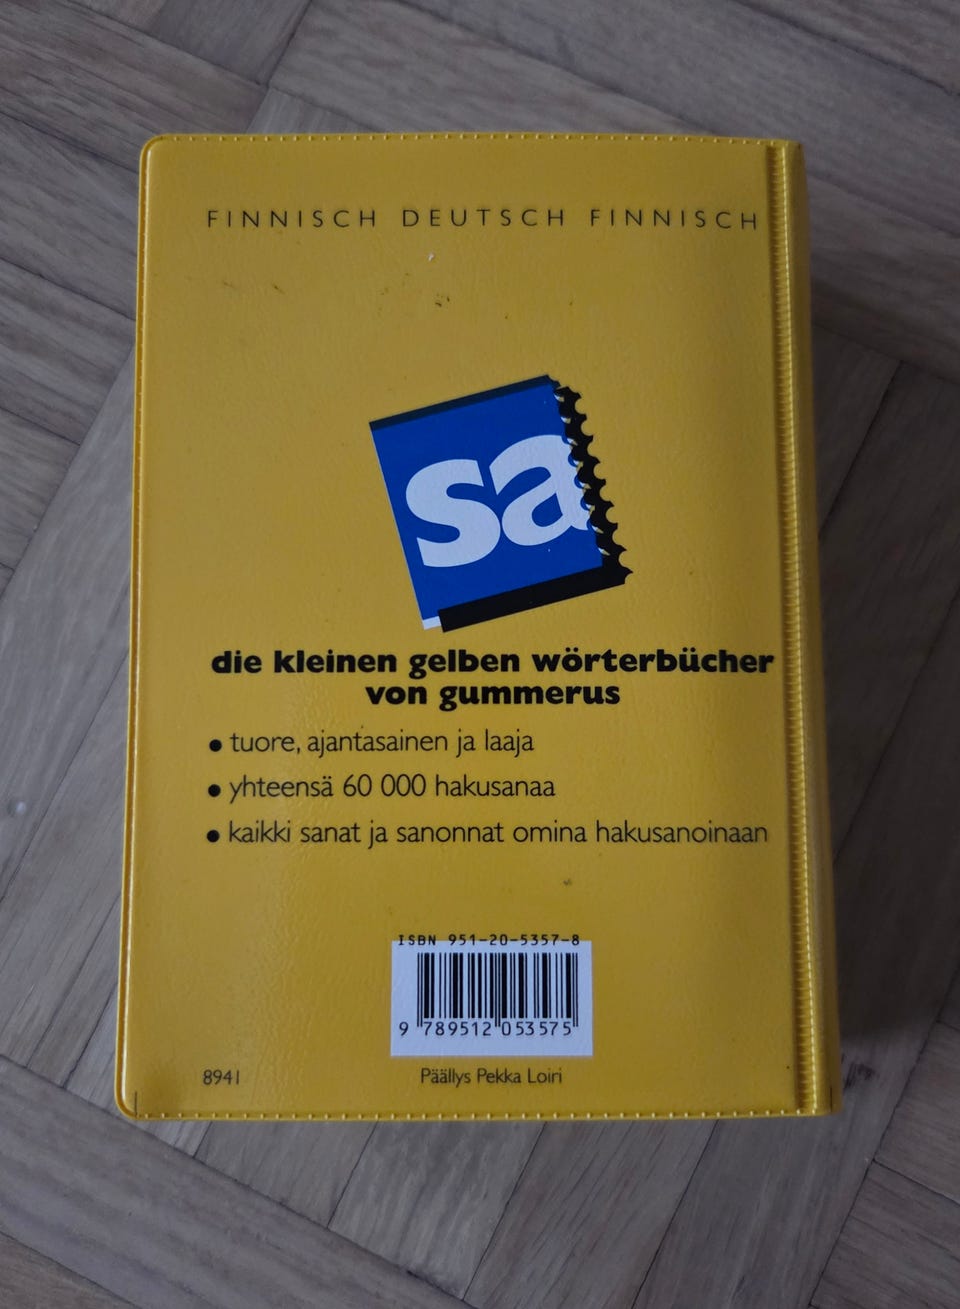 FINNISCH DEUTSCH FINNISCH
sa
die kleinen gelben wörterbücher
von gummerus
• tuore, ajantasainen ja laaja
• yhteensä 60 000 hakusanaa
• kaikki sanat ja sanonnat omina hakusanoinaan
ISBN 951-20-5357-8
9 789512 053575
8941
Päällys Pekka Loiri